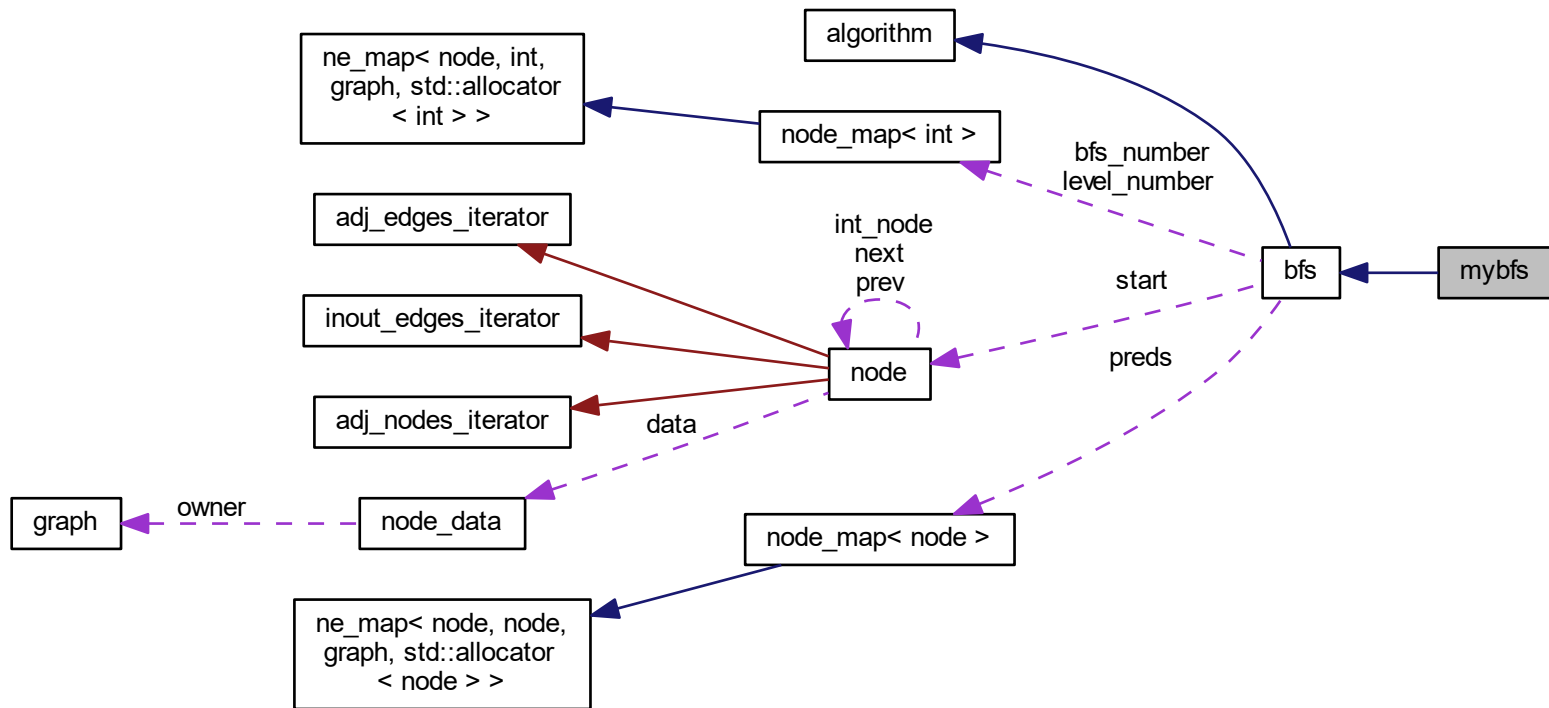 algorithm
ne_map< node, int,
graph, std::allocator
< int > >
node_map< int >
bfs_number
level_number
adj_edges_iterator
int_node
next
prev
bfs
mybfs
start
inout_edges_iterator
node
preds
adj_nodes_iterator
data
graph
owner
node_data
node_map< node >
ne_map< node, node,
graph, std::allocator
< node > >